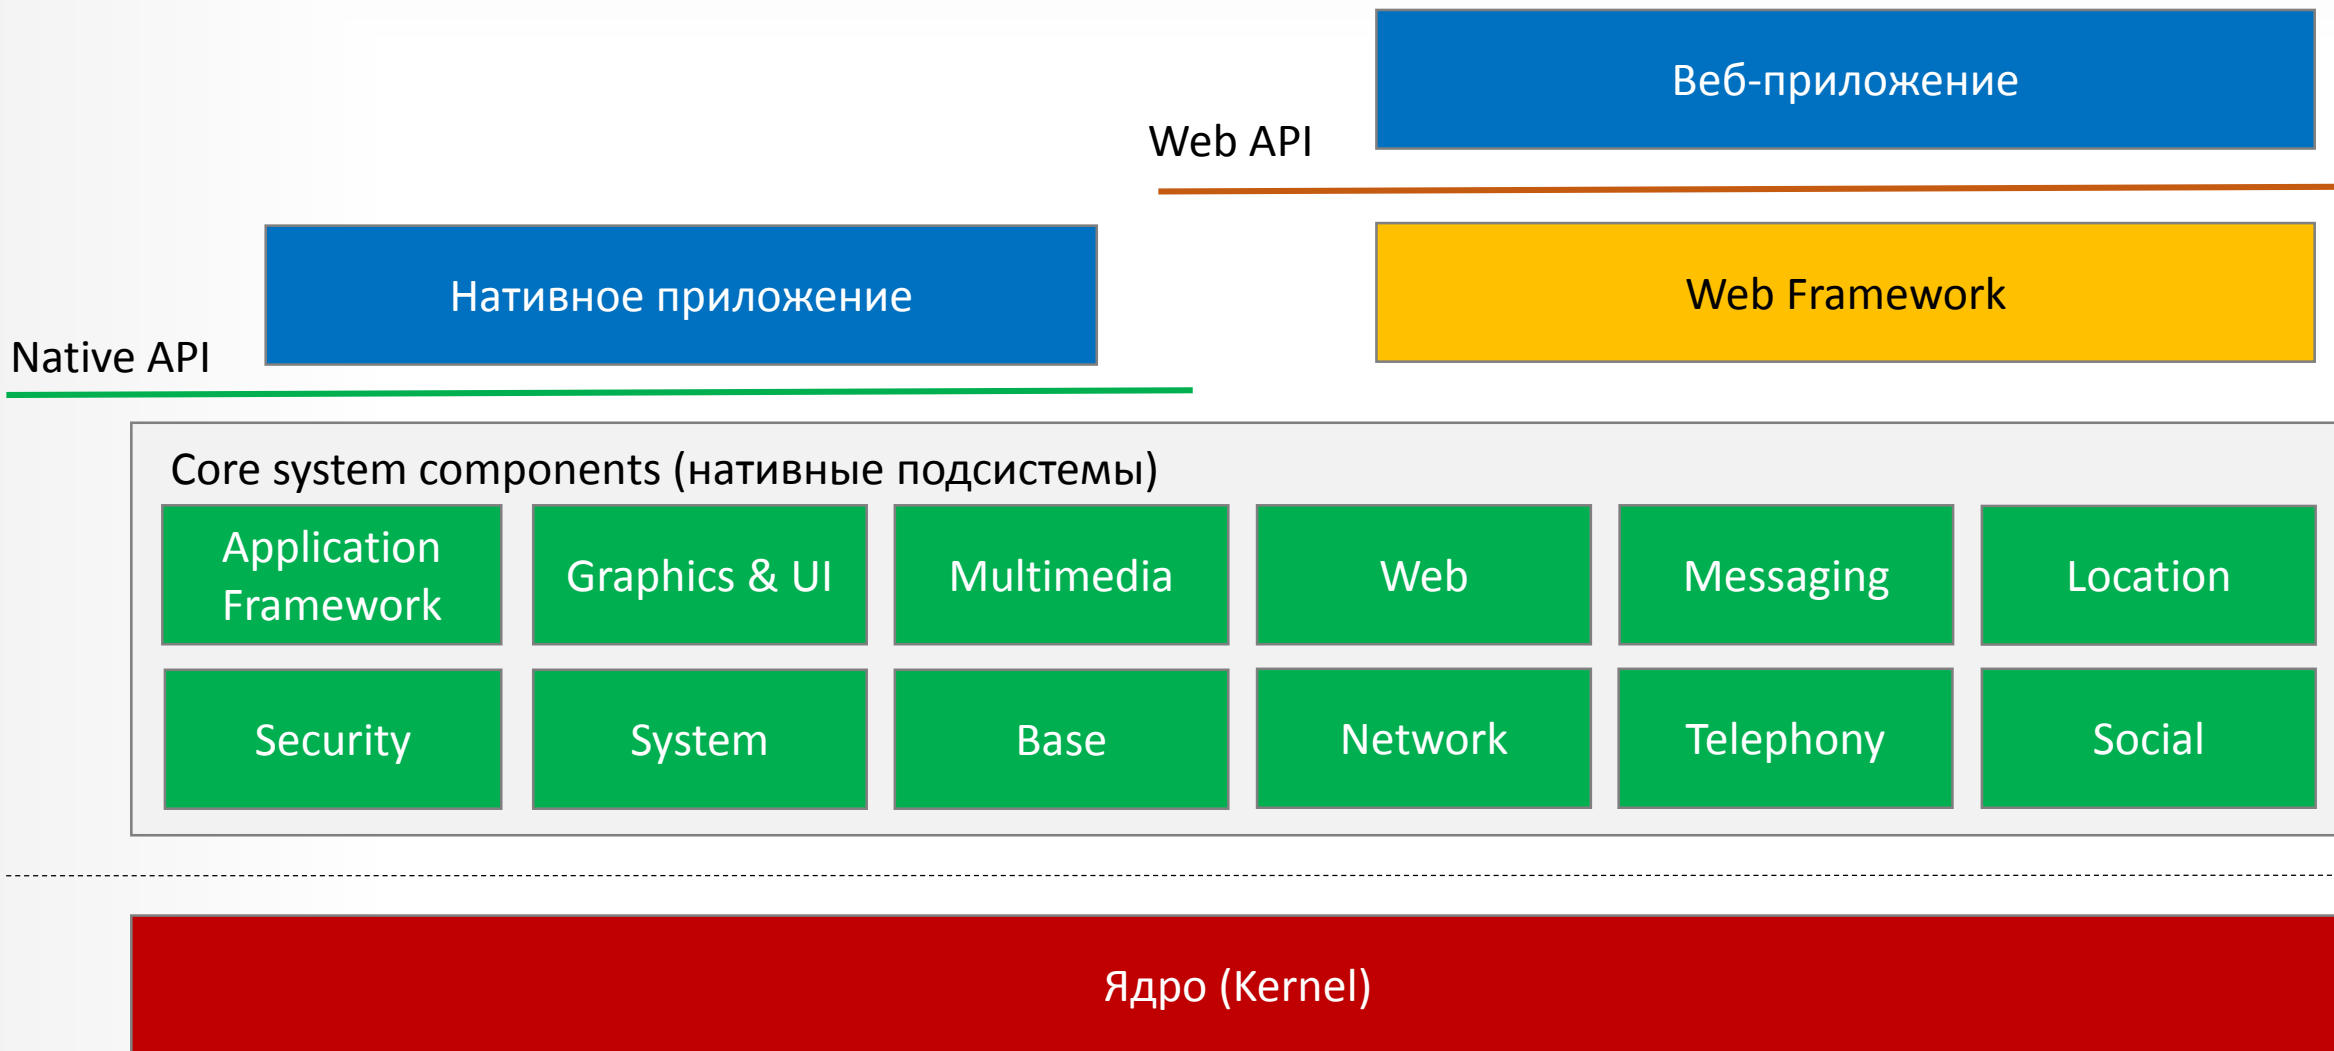 Веб-приложение
Web API
Нативное приложение
Web Framework
Native API
Core system components (нативные подсистемы)
Application
Framework
Graphics & UI
Multimedia
Web
Messaging
Location
Security
System
Base
Network
Telephony
Social
Ядро (Kernel)